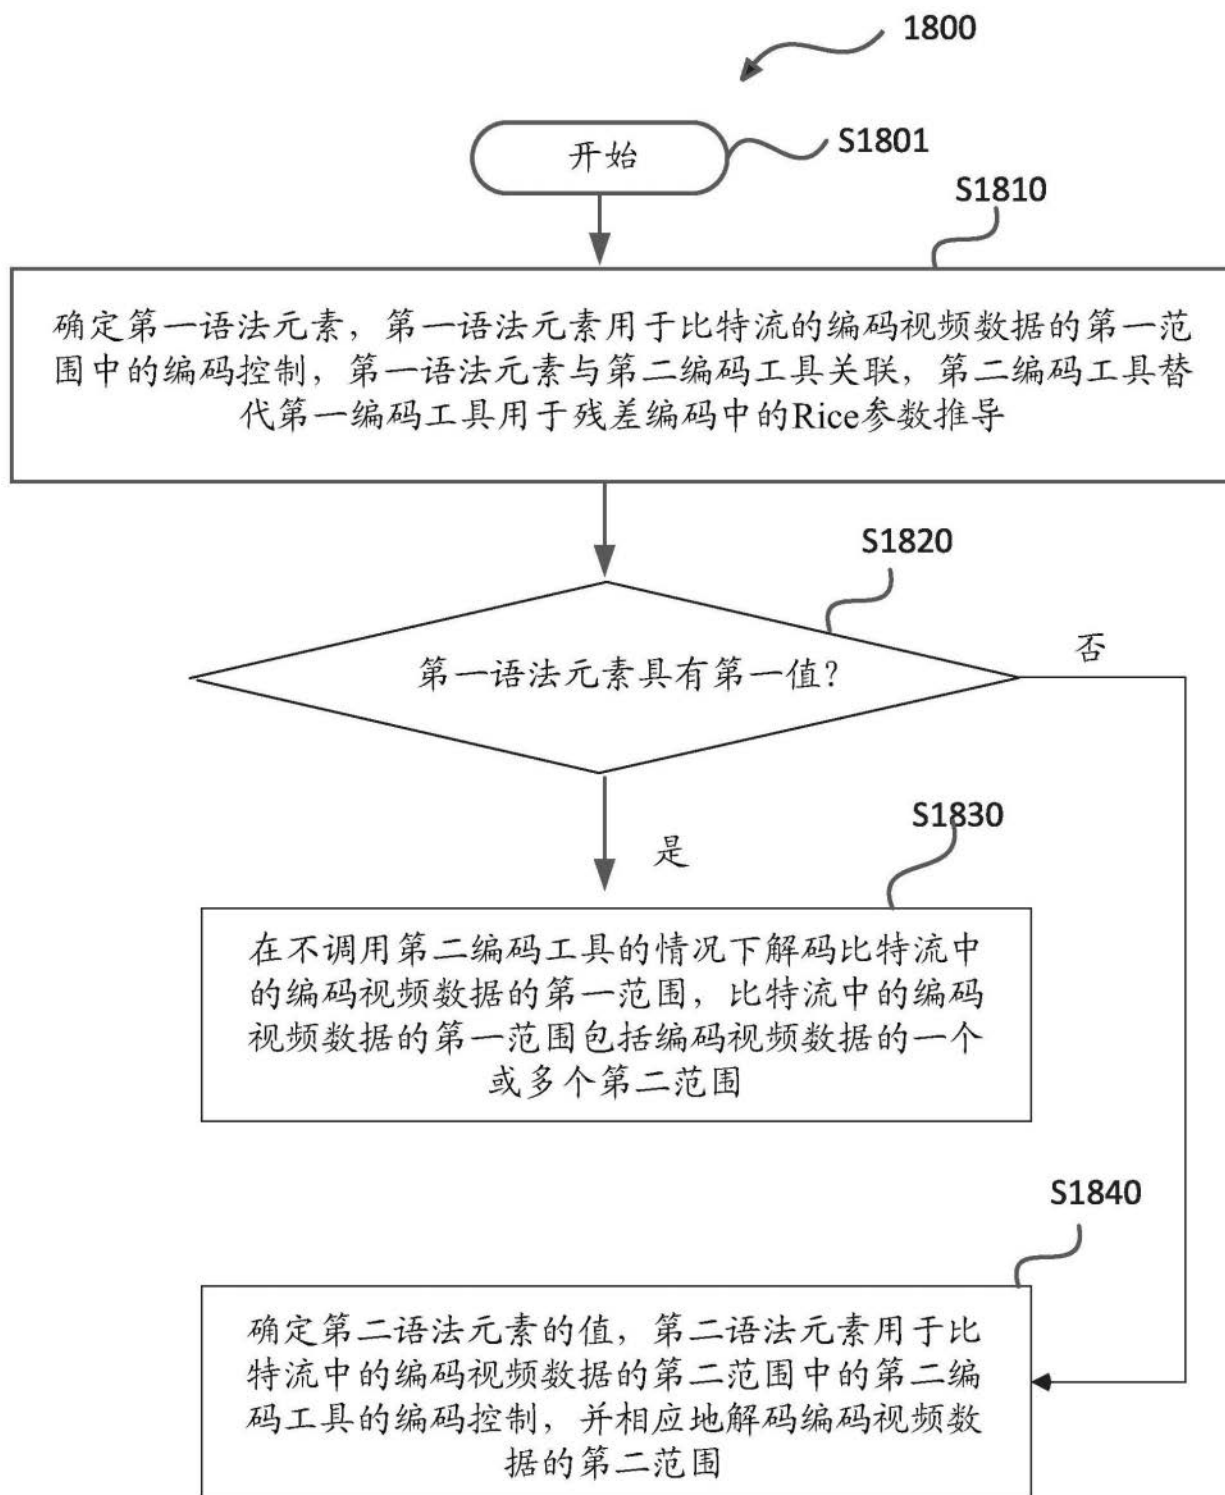 1800
开始
S1801
S1810
确定第一语法元素，第一语法元素用于比特流的编码视频数据的第一范
围中的编码控制，第一语法元素与第二编码工具关联，第二编码工具替
代第一编码工具用于残差编码中的Rice参数推导
S1820
否
第一语法元素具有第一值?
S1830
是
在不调用第二编码工具的情况下解码比特流中
的编码视频数据的第一范围，比特流中的编码
视频数据的第一范围包括编码视频数据的一个
或多个第二范围
S1840
确定第二语法元素的值，第二语法元素用于比
特流中的编码视频数据的第二范围中的第二编
码工具的编码控制，并相应地解码编码视频数
据的第二范围